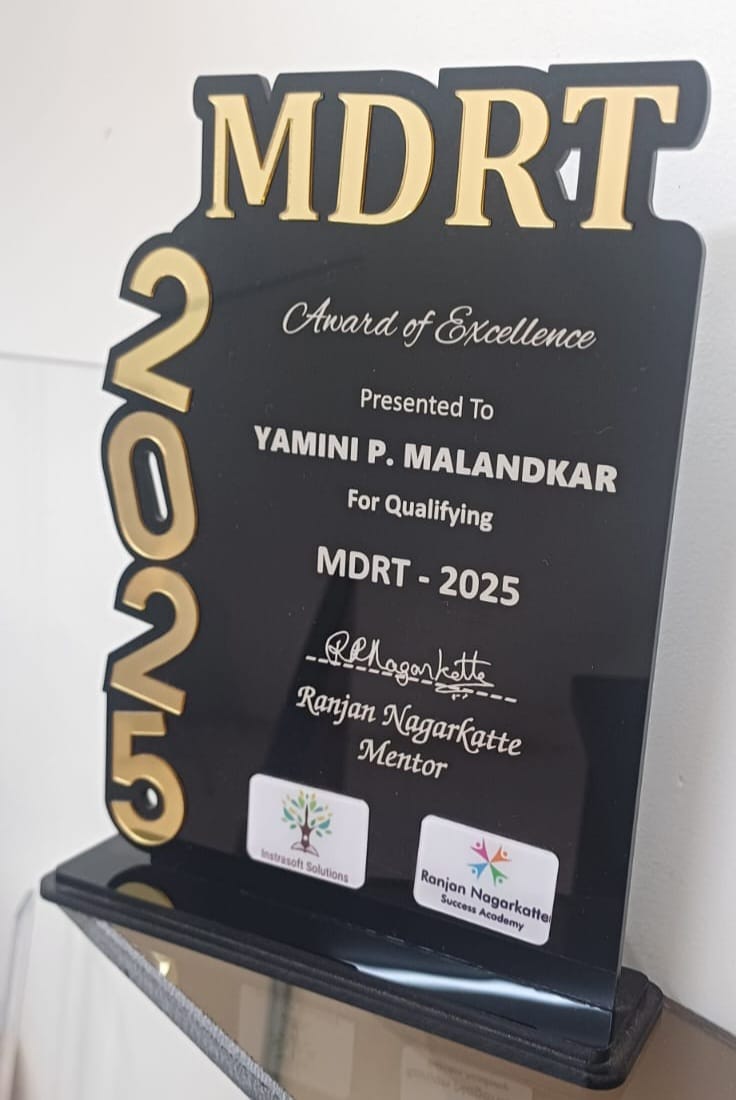 MDRT
2025
Award of Excellence
Presented To
YAMINI P. MALANDKAR
For Qualifying
MDRT - 2025
RRNagarkatte
Ranjan Nagarkatte
Mentor
Instrasoft Solutions
Ranjan Nagarkatte
Success Academy